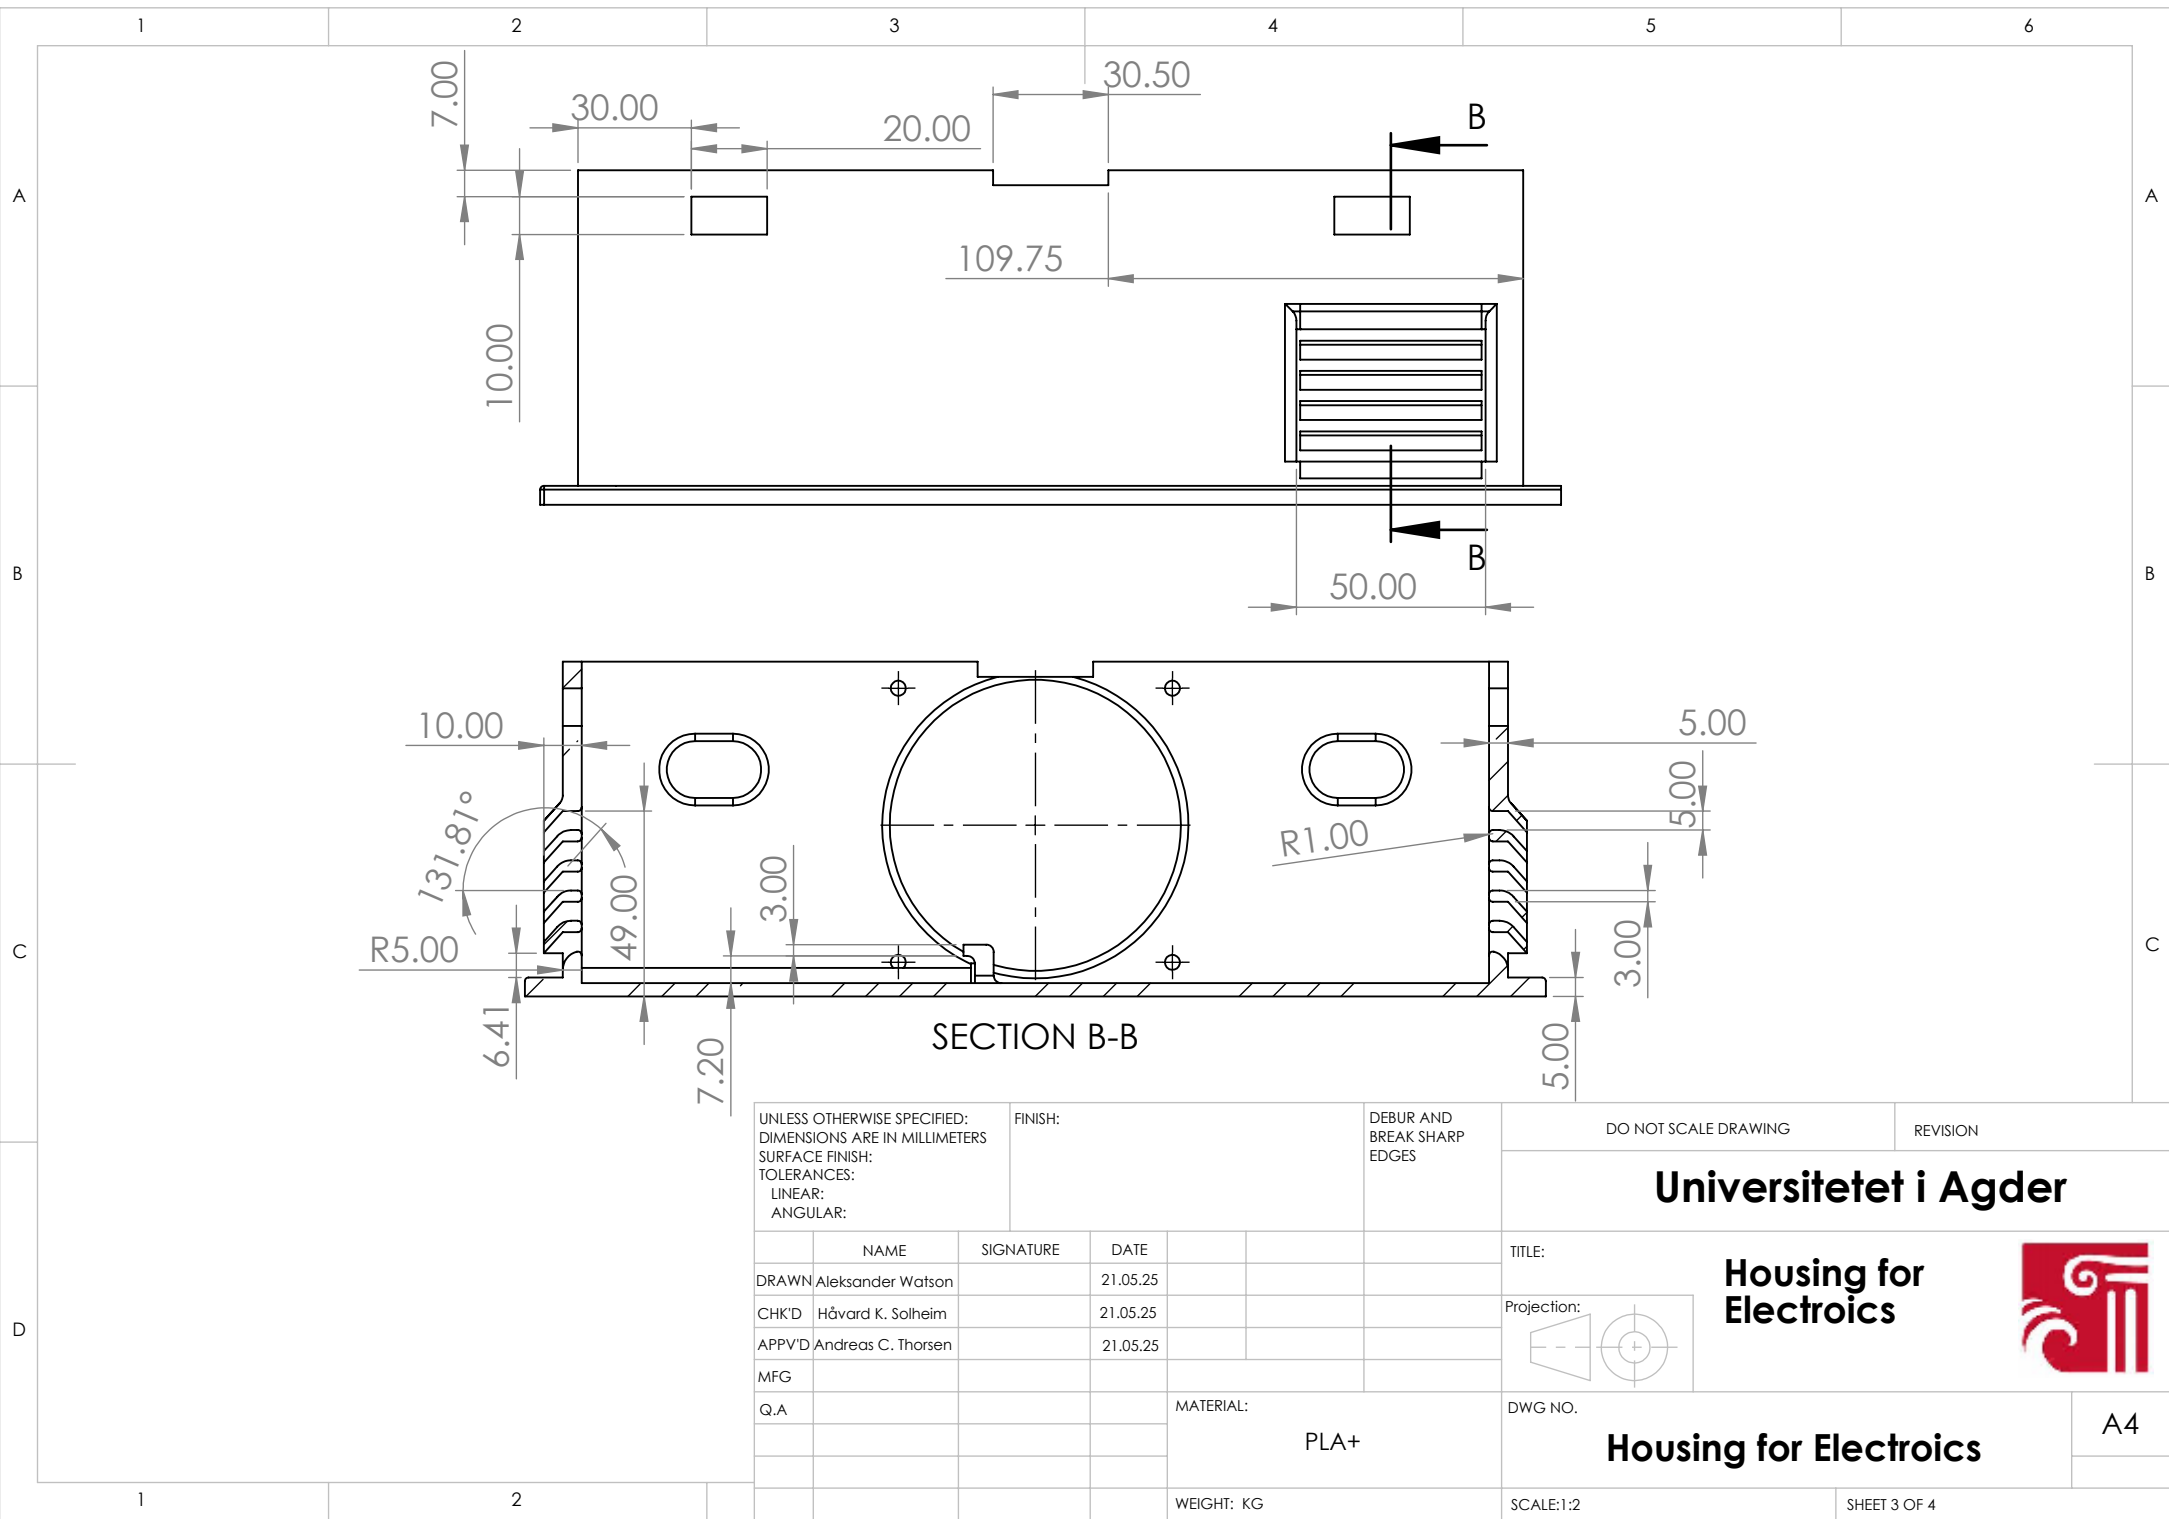 1 2 3 4 5 6
7.00
30.00
20.00
30.50
B
A A
109.75
10.00
B
B B
50.00
10.00
5.00
5.00
131.81°
R1.00
49.00
3.00
R5.00
3.00
C C
6.41
7.20
5.00
SECTION B-B
UNLESS OTHERWISE SPECIFIED:
DIMENSIONS ARE IN MILLIMETERS
SURFACE FINISH:
TOLERANCES:
LINEAR:
ANGULAR:
FINISH:
DEBUR AND
BREAK SHARP
EDGES
DO NOT SCALE DRAWING
REVISION
Universitetet i Agder
NAME SIGNATURE DATE
DRAWN Aleksander Watson 21.05.25
CHK'D Håvard K. Solheim 21.05.25
APPV'D Andreas C. Thorsen 21.05.25
MFG
Q.A
TITLE:
Housing for
Electroics
Projection:
D
MATERIAL:
PLA+
DWG NO.
Housing for Electroics
A4
WEIGHT: KG
SCALE:1:2
SHEET 3 OF 4
1 2